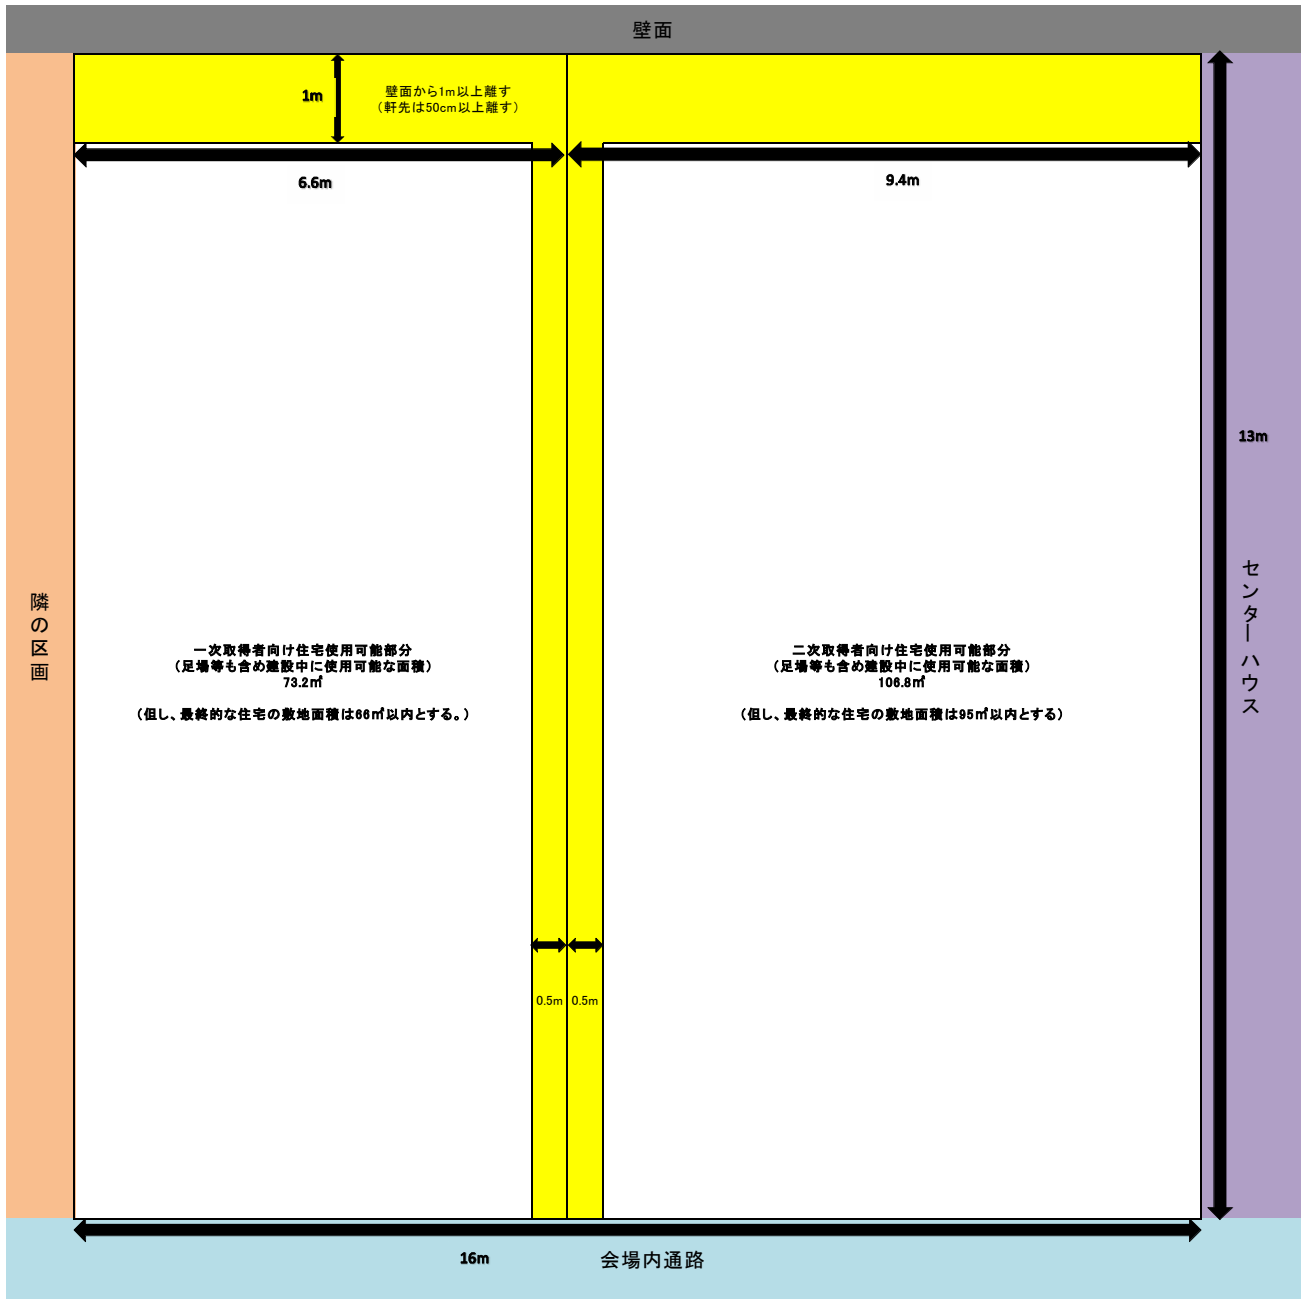 壁面
1m
壁面から1m以上離す
（軒先は50cm以上離す）
6.6m
9.4m
13m
隣の区画
一次取得者向け住宅使用可能部分
（足場等も含め建設中に使用可能な面積）
73.2㎡
（但し、最終的な住宅の敷地面積は66㎡以内とする。）
二次取得者向け住宅使用可能部分
（足場等も含め建設中に使用可能な面積）
106.8㎡
（但し、最終的な住宅の敷地面積は95㎡以内とする）
センターハウス
0.5m
0.5m
16m
会場内通路